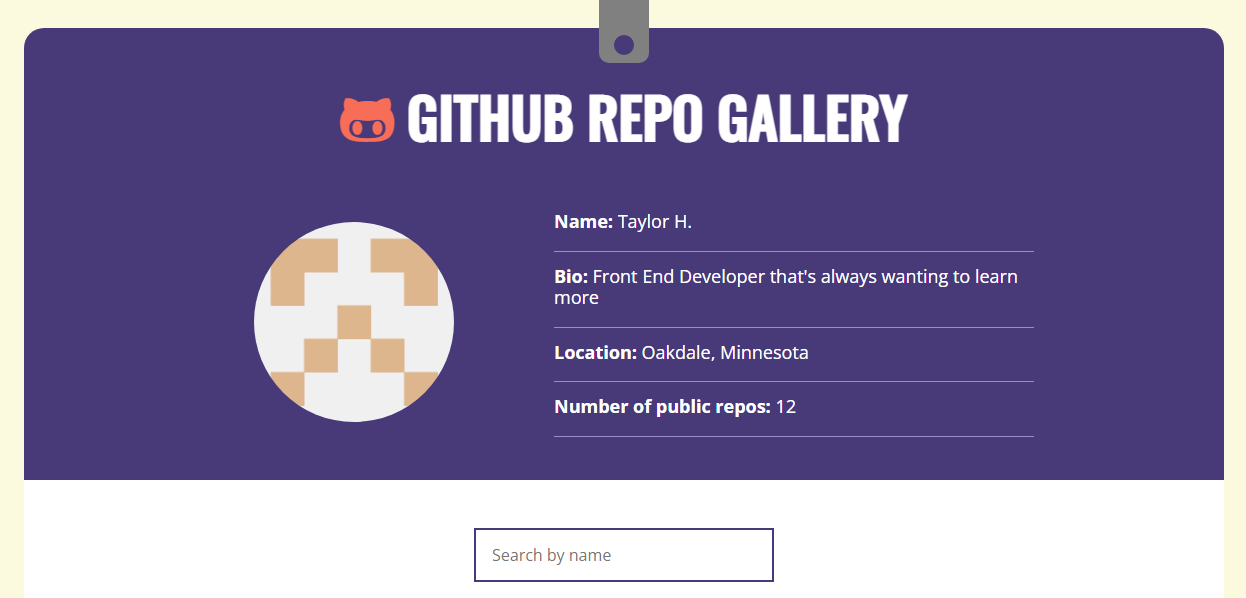 GITHUB REPO GALLERY
Name: Taylor H.
Bio: Front End Developer that's always wanting to learn
more
Location: Oakdale, Minnesota
Number of public repos: 12
Search by name